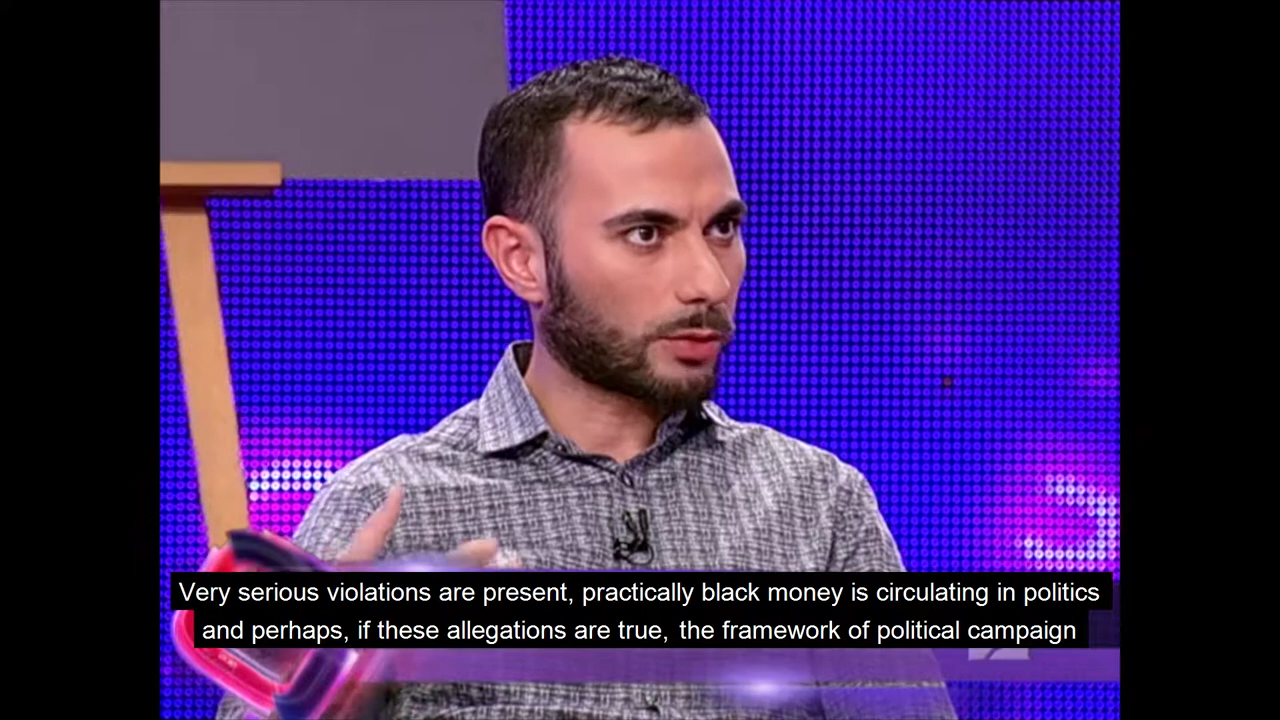 Very serious violations are present, practically black money is circulating in politics
and perhaps, if these allegations are true, the framework of political campaign